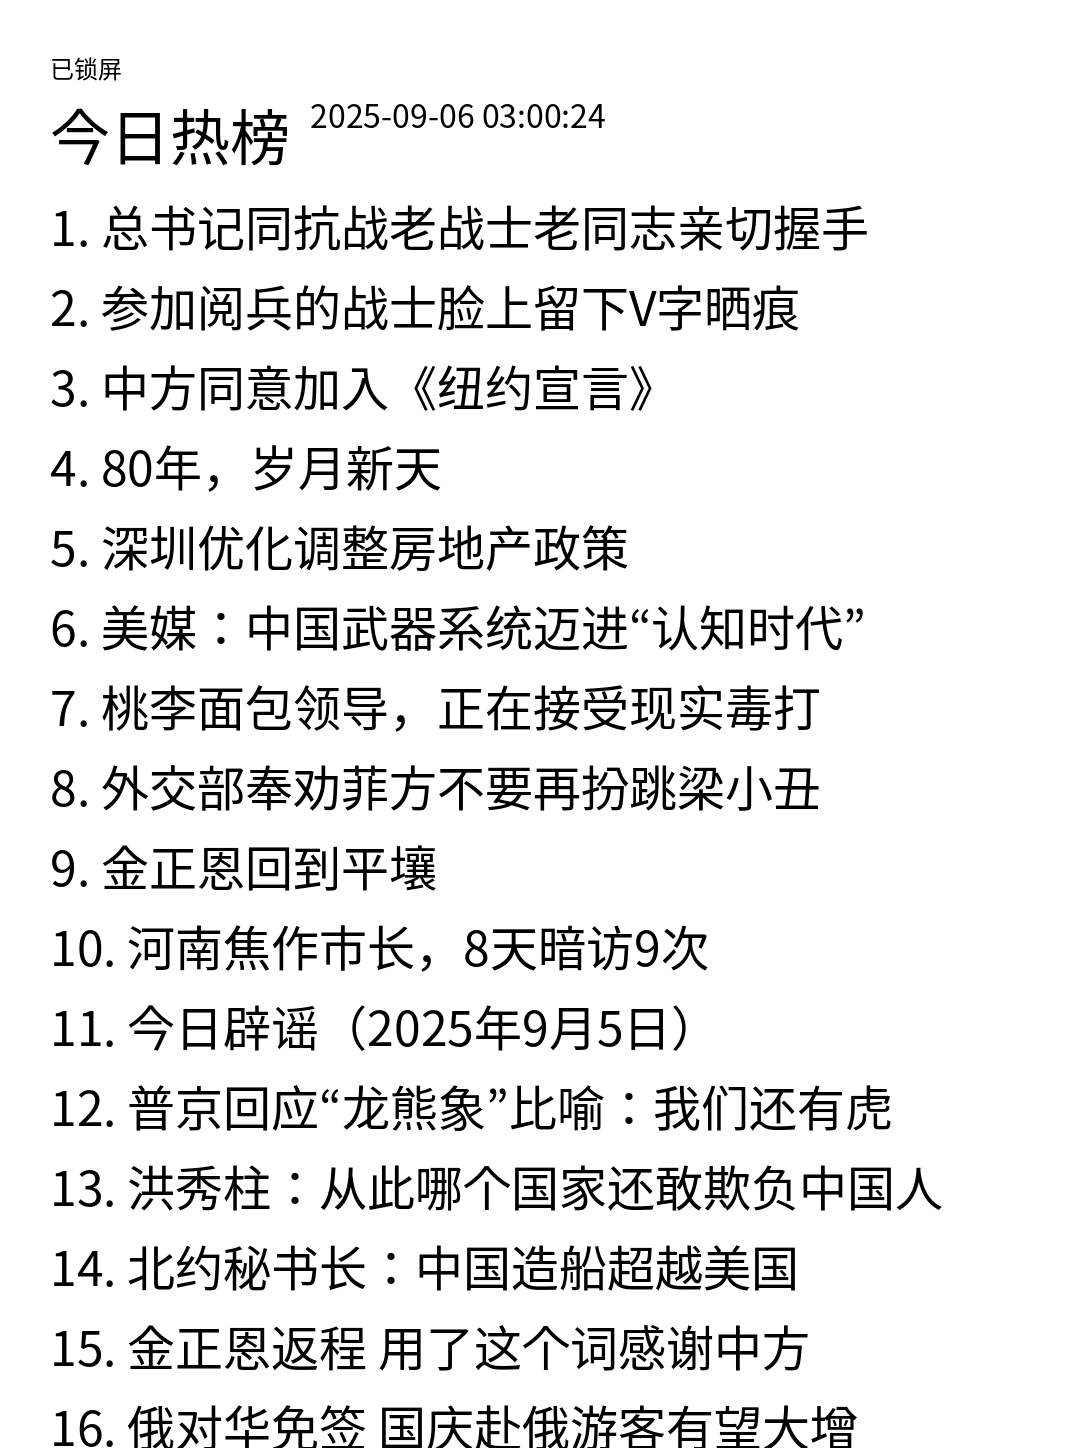 已锁屏
今日热榜 2025-09-06 03:00:24
1. 总书记同抗战老战士老同志亲切握手
2. 参加阅兵的战士脸上留下V字晒痕
3. 中方同意加入《纽约宣言》
4. 80年，岁月新天
5. 深圳优化调整房地产政策
6. 美媒：中国武器系统迈进“认知时代”
7. 桃李面包领导，正在接受现实毒打
8. 外交部奉劝菲方不要再扮跳梁小丑
9. 金正恩回到平壤
10. 河南焦作市长，8天暗访9次
11. 今日辟谣（2025年9月5日）
12. 普京回应“龙熊象”比喻：我们还有虎
13. 洪秀柱：从此哪个国家还敢欺负中国人
14. 北约秘书长：中国造船超越美国
15. 金正恩返程 用了这个词感谢中方
16. 俄对华免签 国庆赴俄游客有望大增